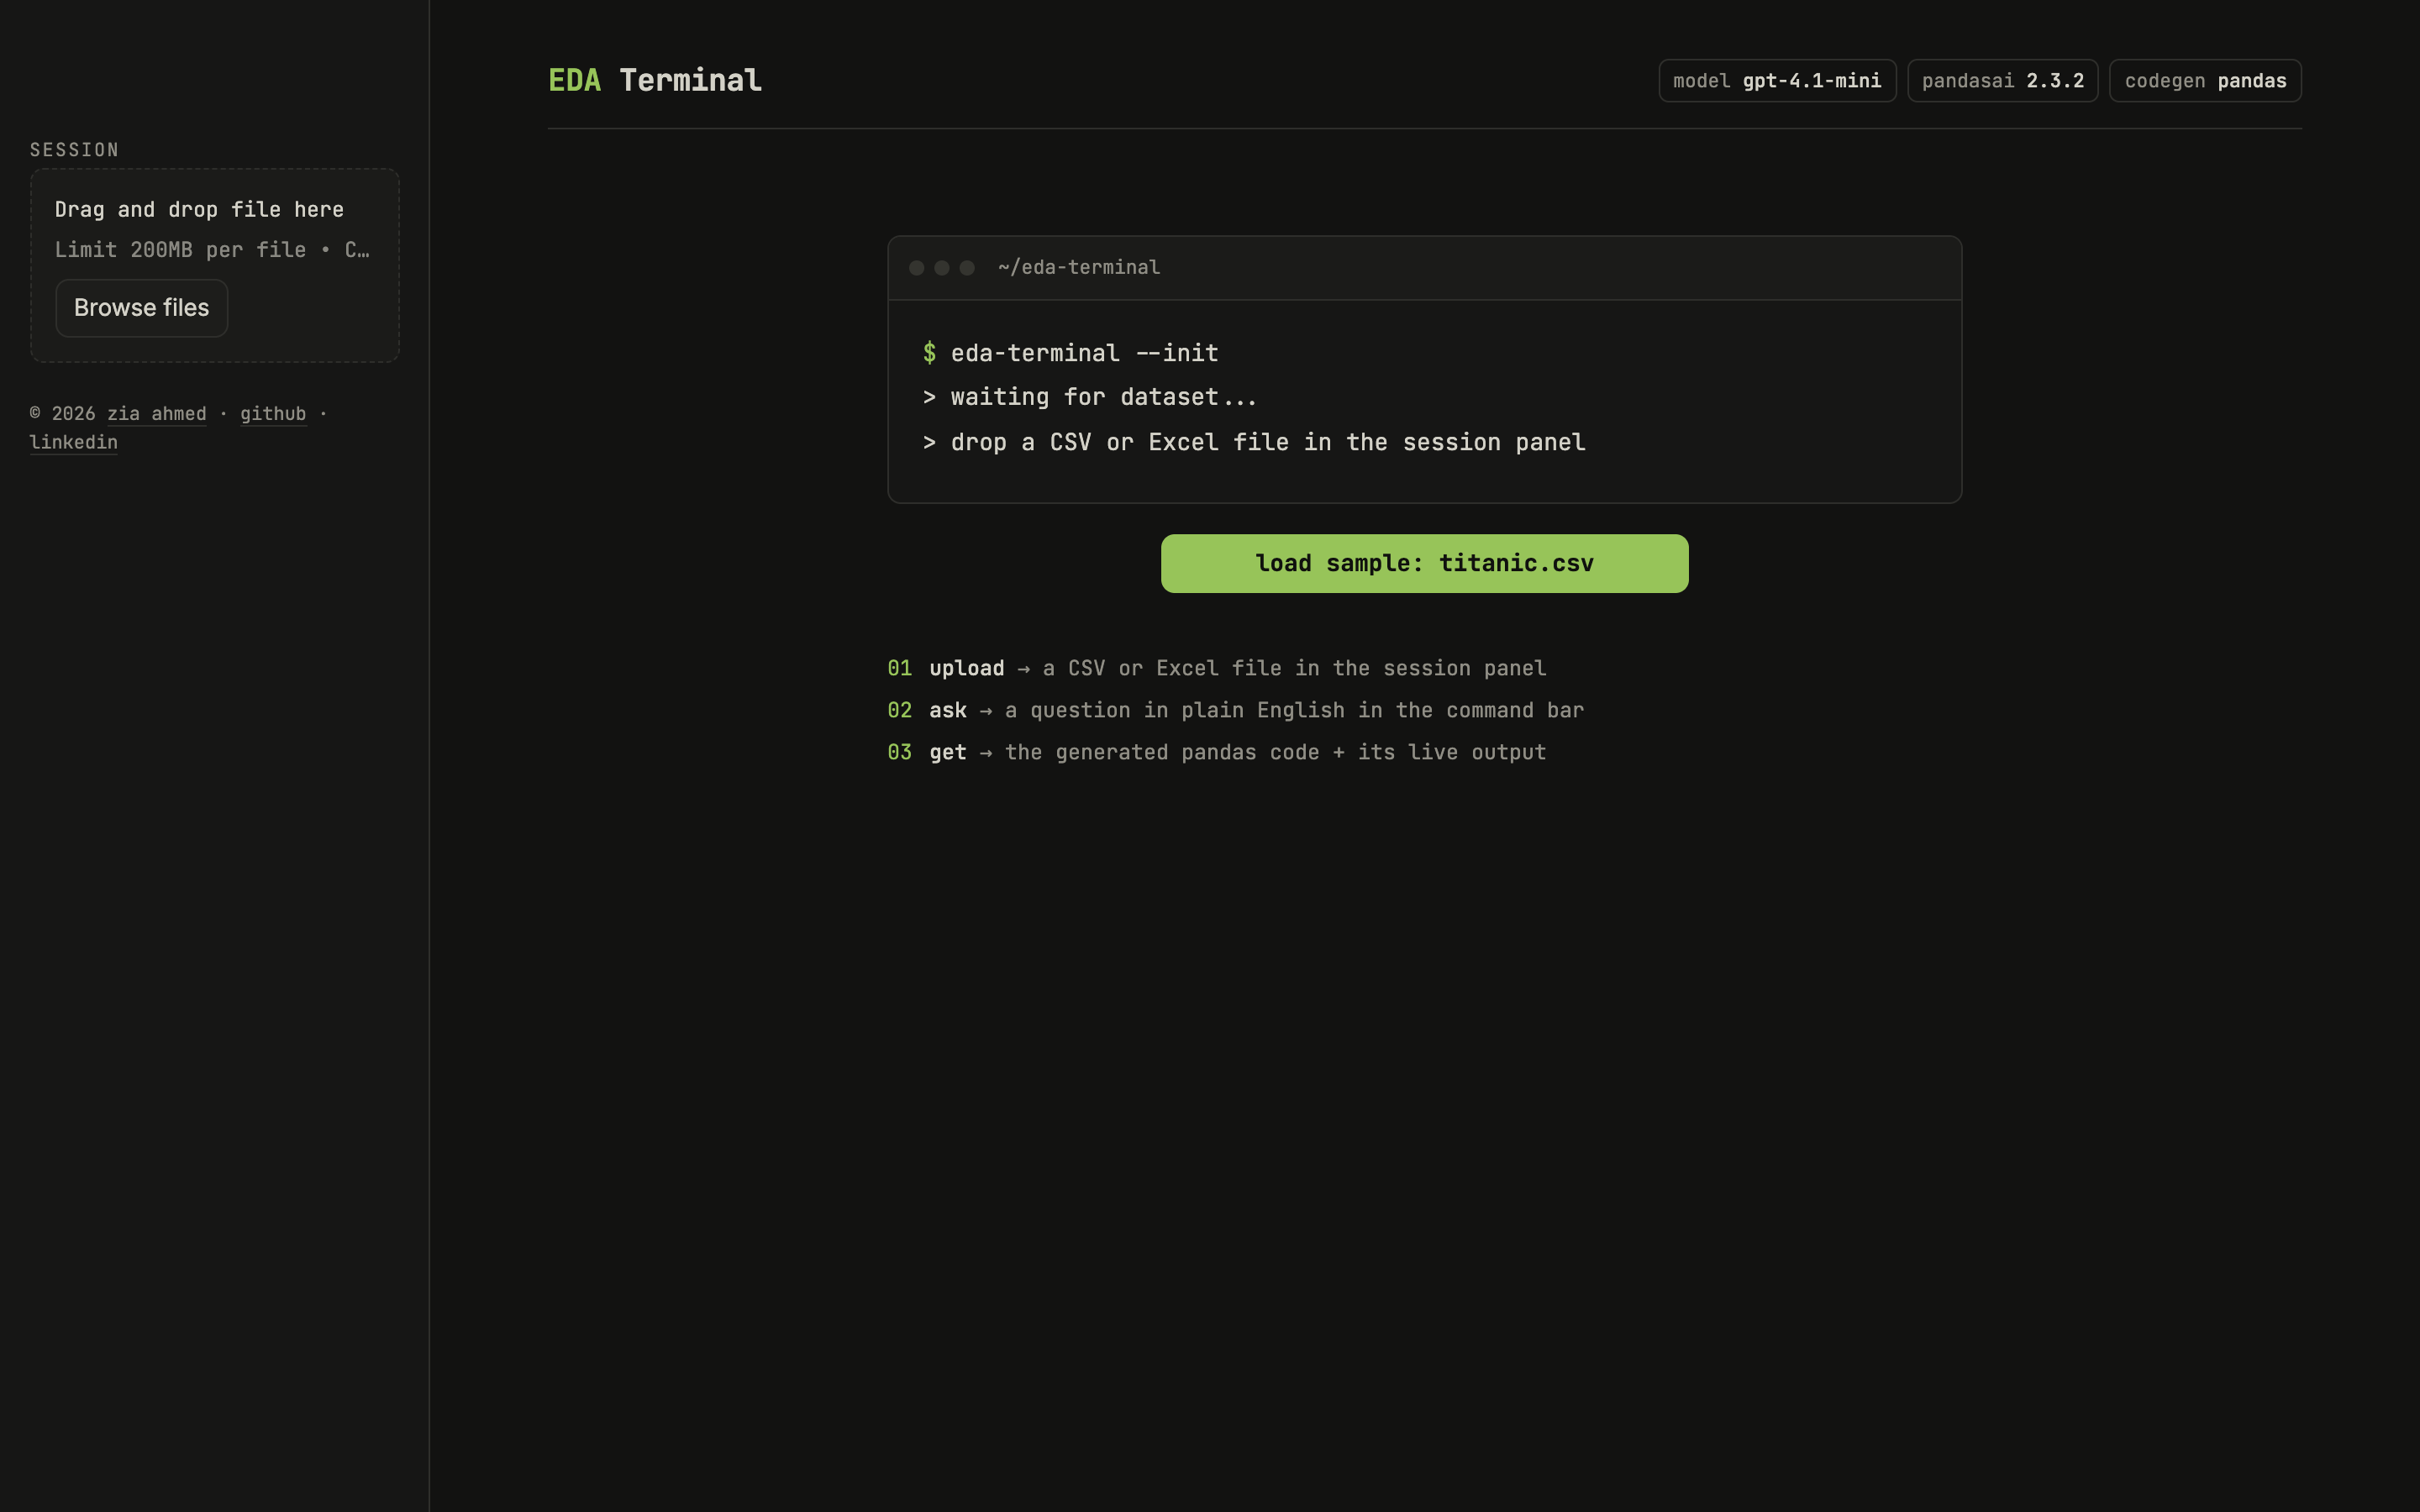 SESSION
Drag and drop file here
Limit 200MB per file • C…
Browse files
© 2026 zia ahmed · github ·
linkedin
EDA Terminal
model gpt-4.1-mini
pandasai 2.3.2
codegen pandas
~/eda-terminal
$ eda-terminal --init
> waiting for dataset...
> drop a CSV or Excel file in the session panel
load sample: titanic.csv
01 upload → a CSV or Excel file in the session panel
02 ask → a question in plain English in the command bar
03 get → the generated pandas code + its live output